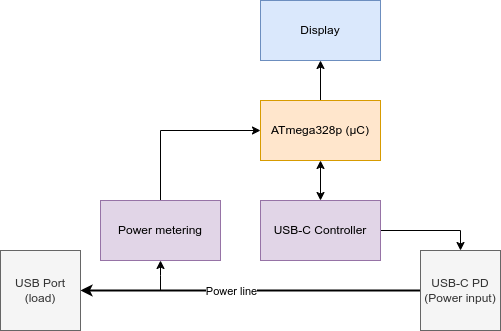 Display
ATmega328p (µC)
Power metering
USB-C Controller
USB Port
(load)
Power line
USB-C PD
(Power input)